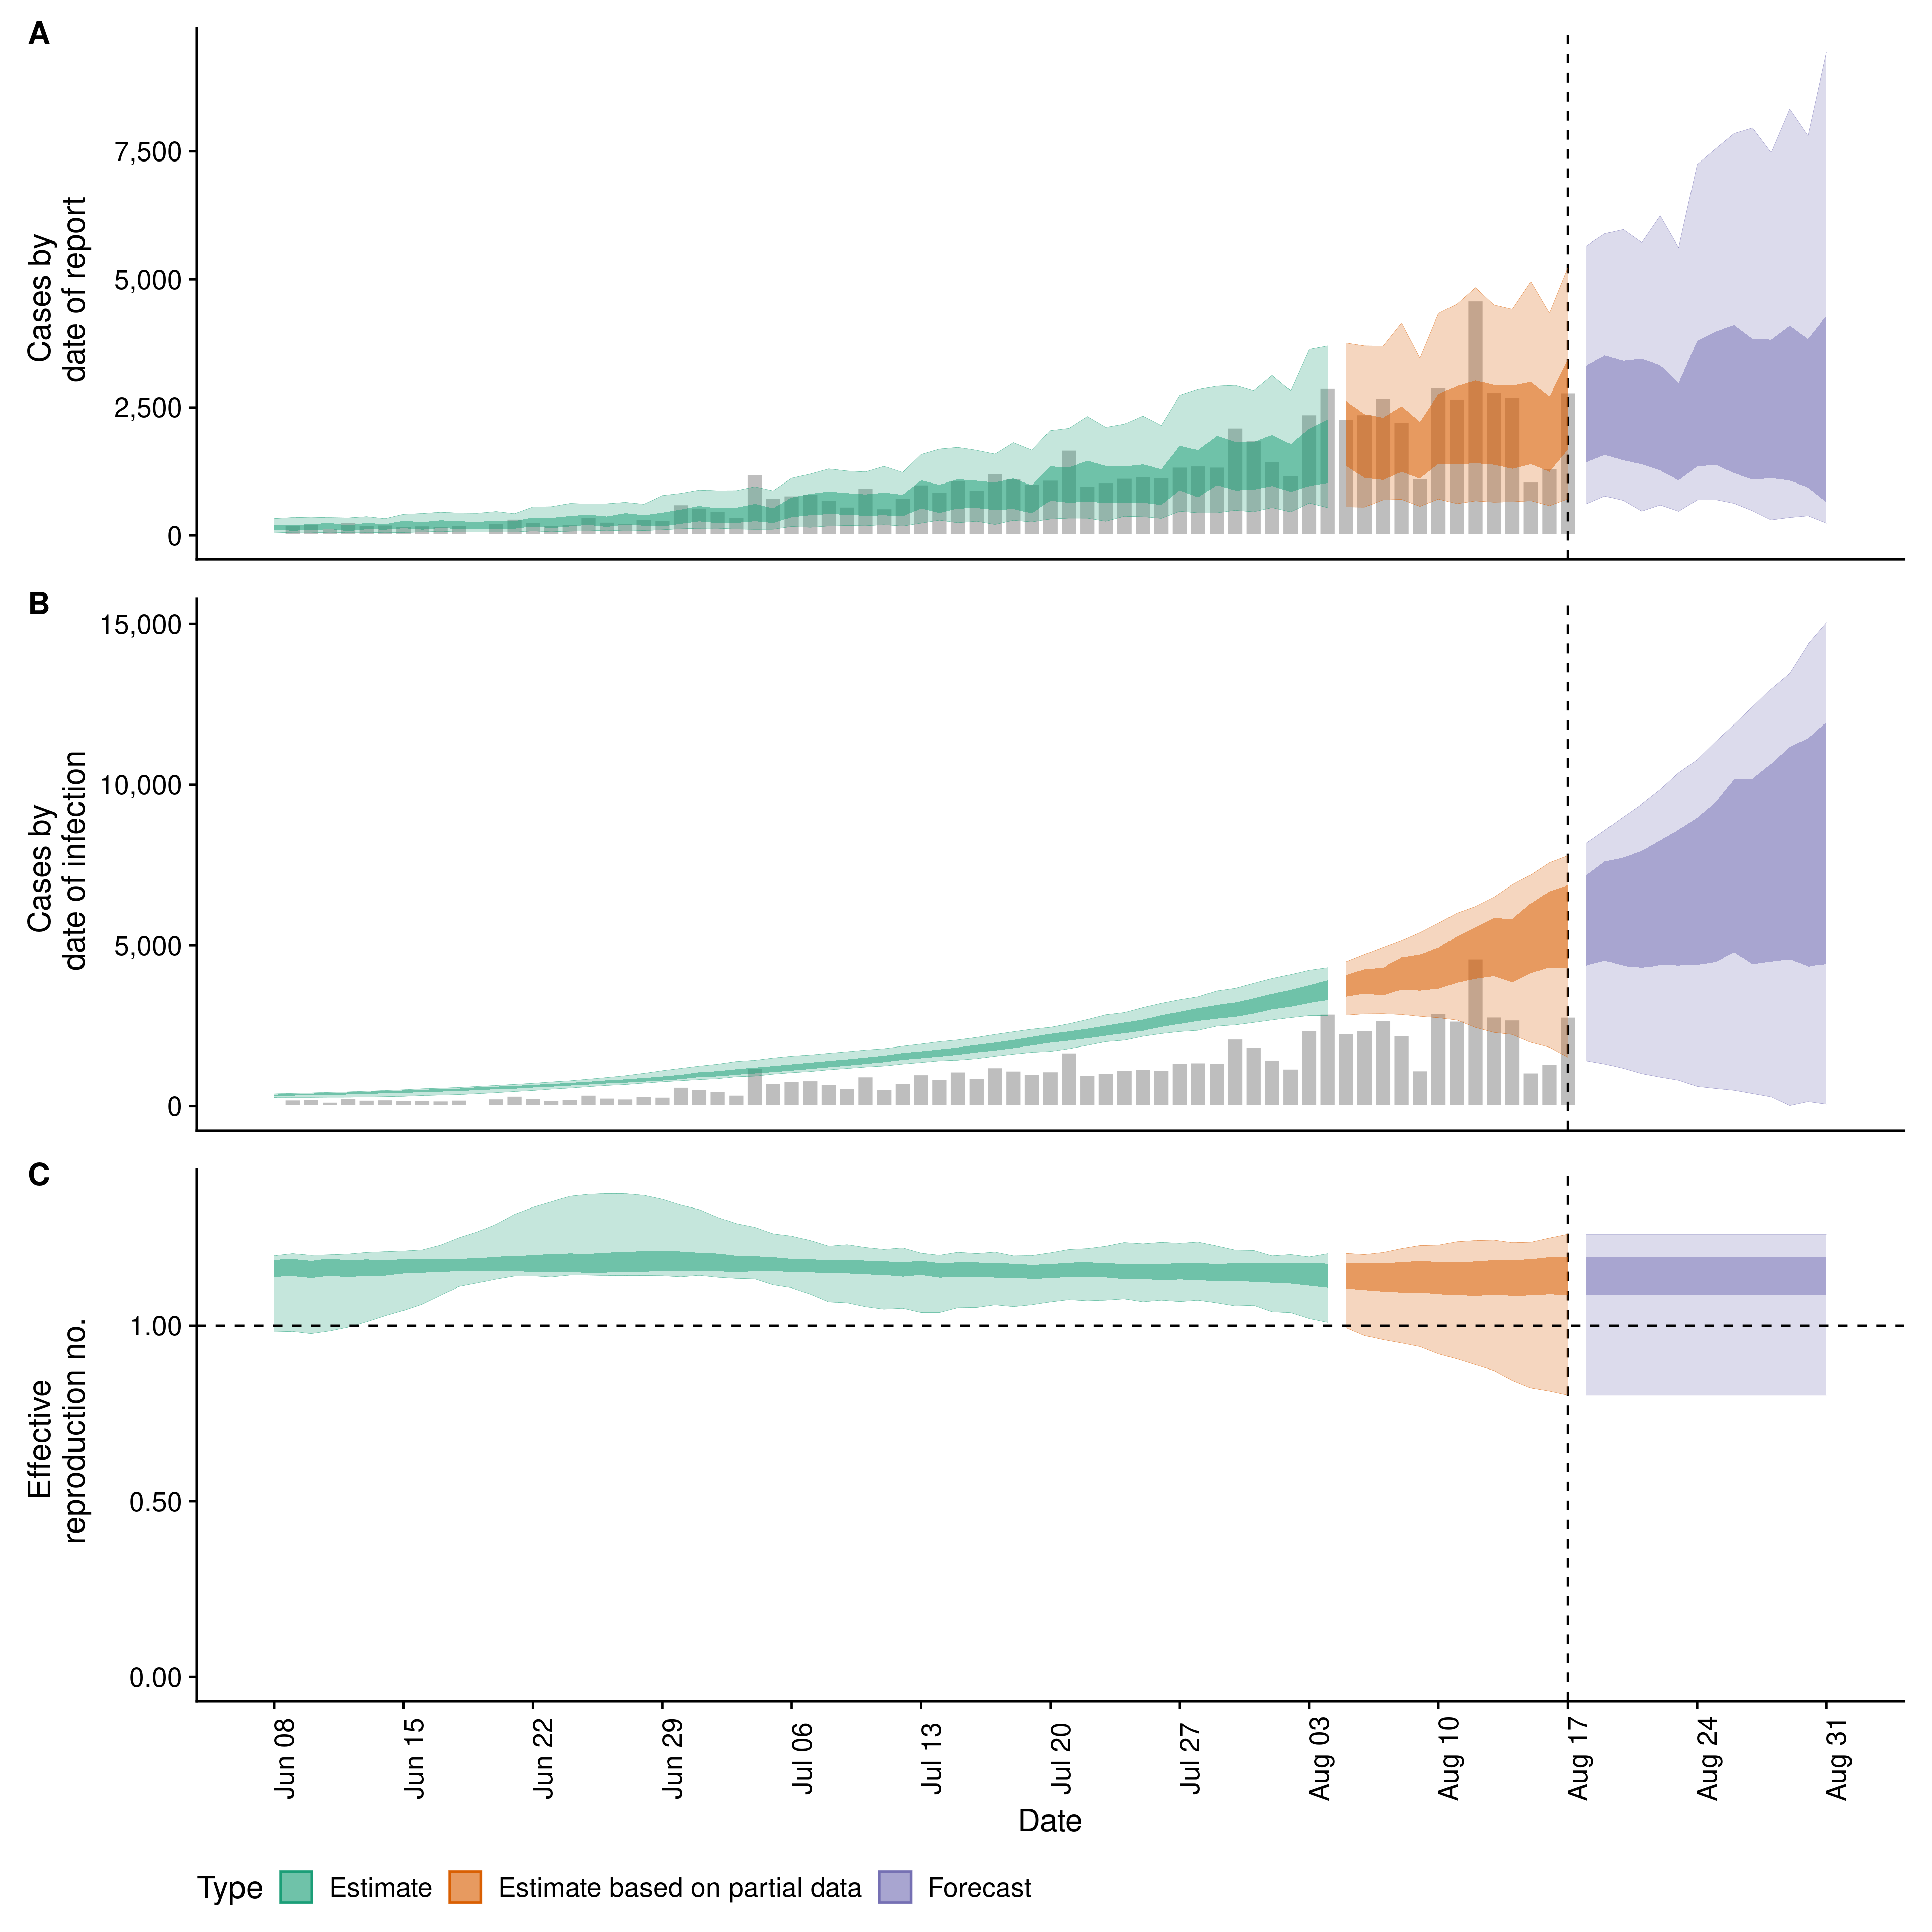 A
Cases by
date of report
7,500
5,000
2,500
0
B
Cases by
date of infection
15,000
10,000
5,000
0
C
Effective
reproduction no.
1.00
0.50
0.00
Jun 08
Jun 15
Jun 22
Jun 29
Jul 06
Jul 13
Jul 20
Jul 27
Aug 03
Aug 10
Aug 17
Aug 24
Aug 31
Date
Type Estimate Estimate based on partial data Forecast